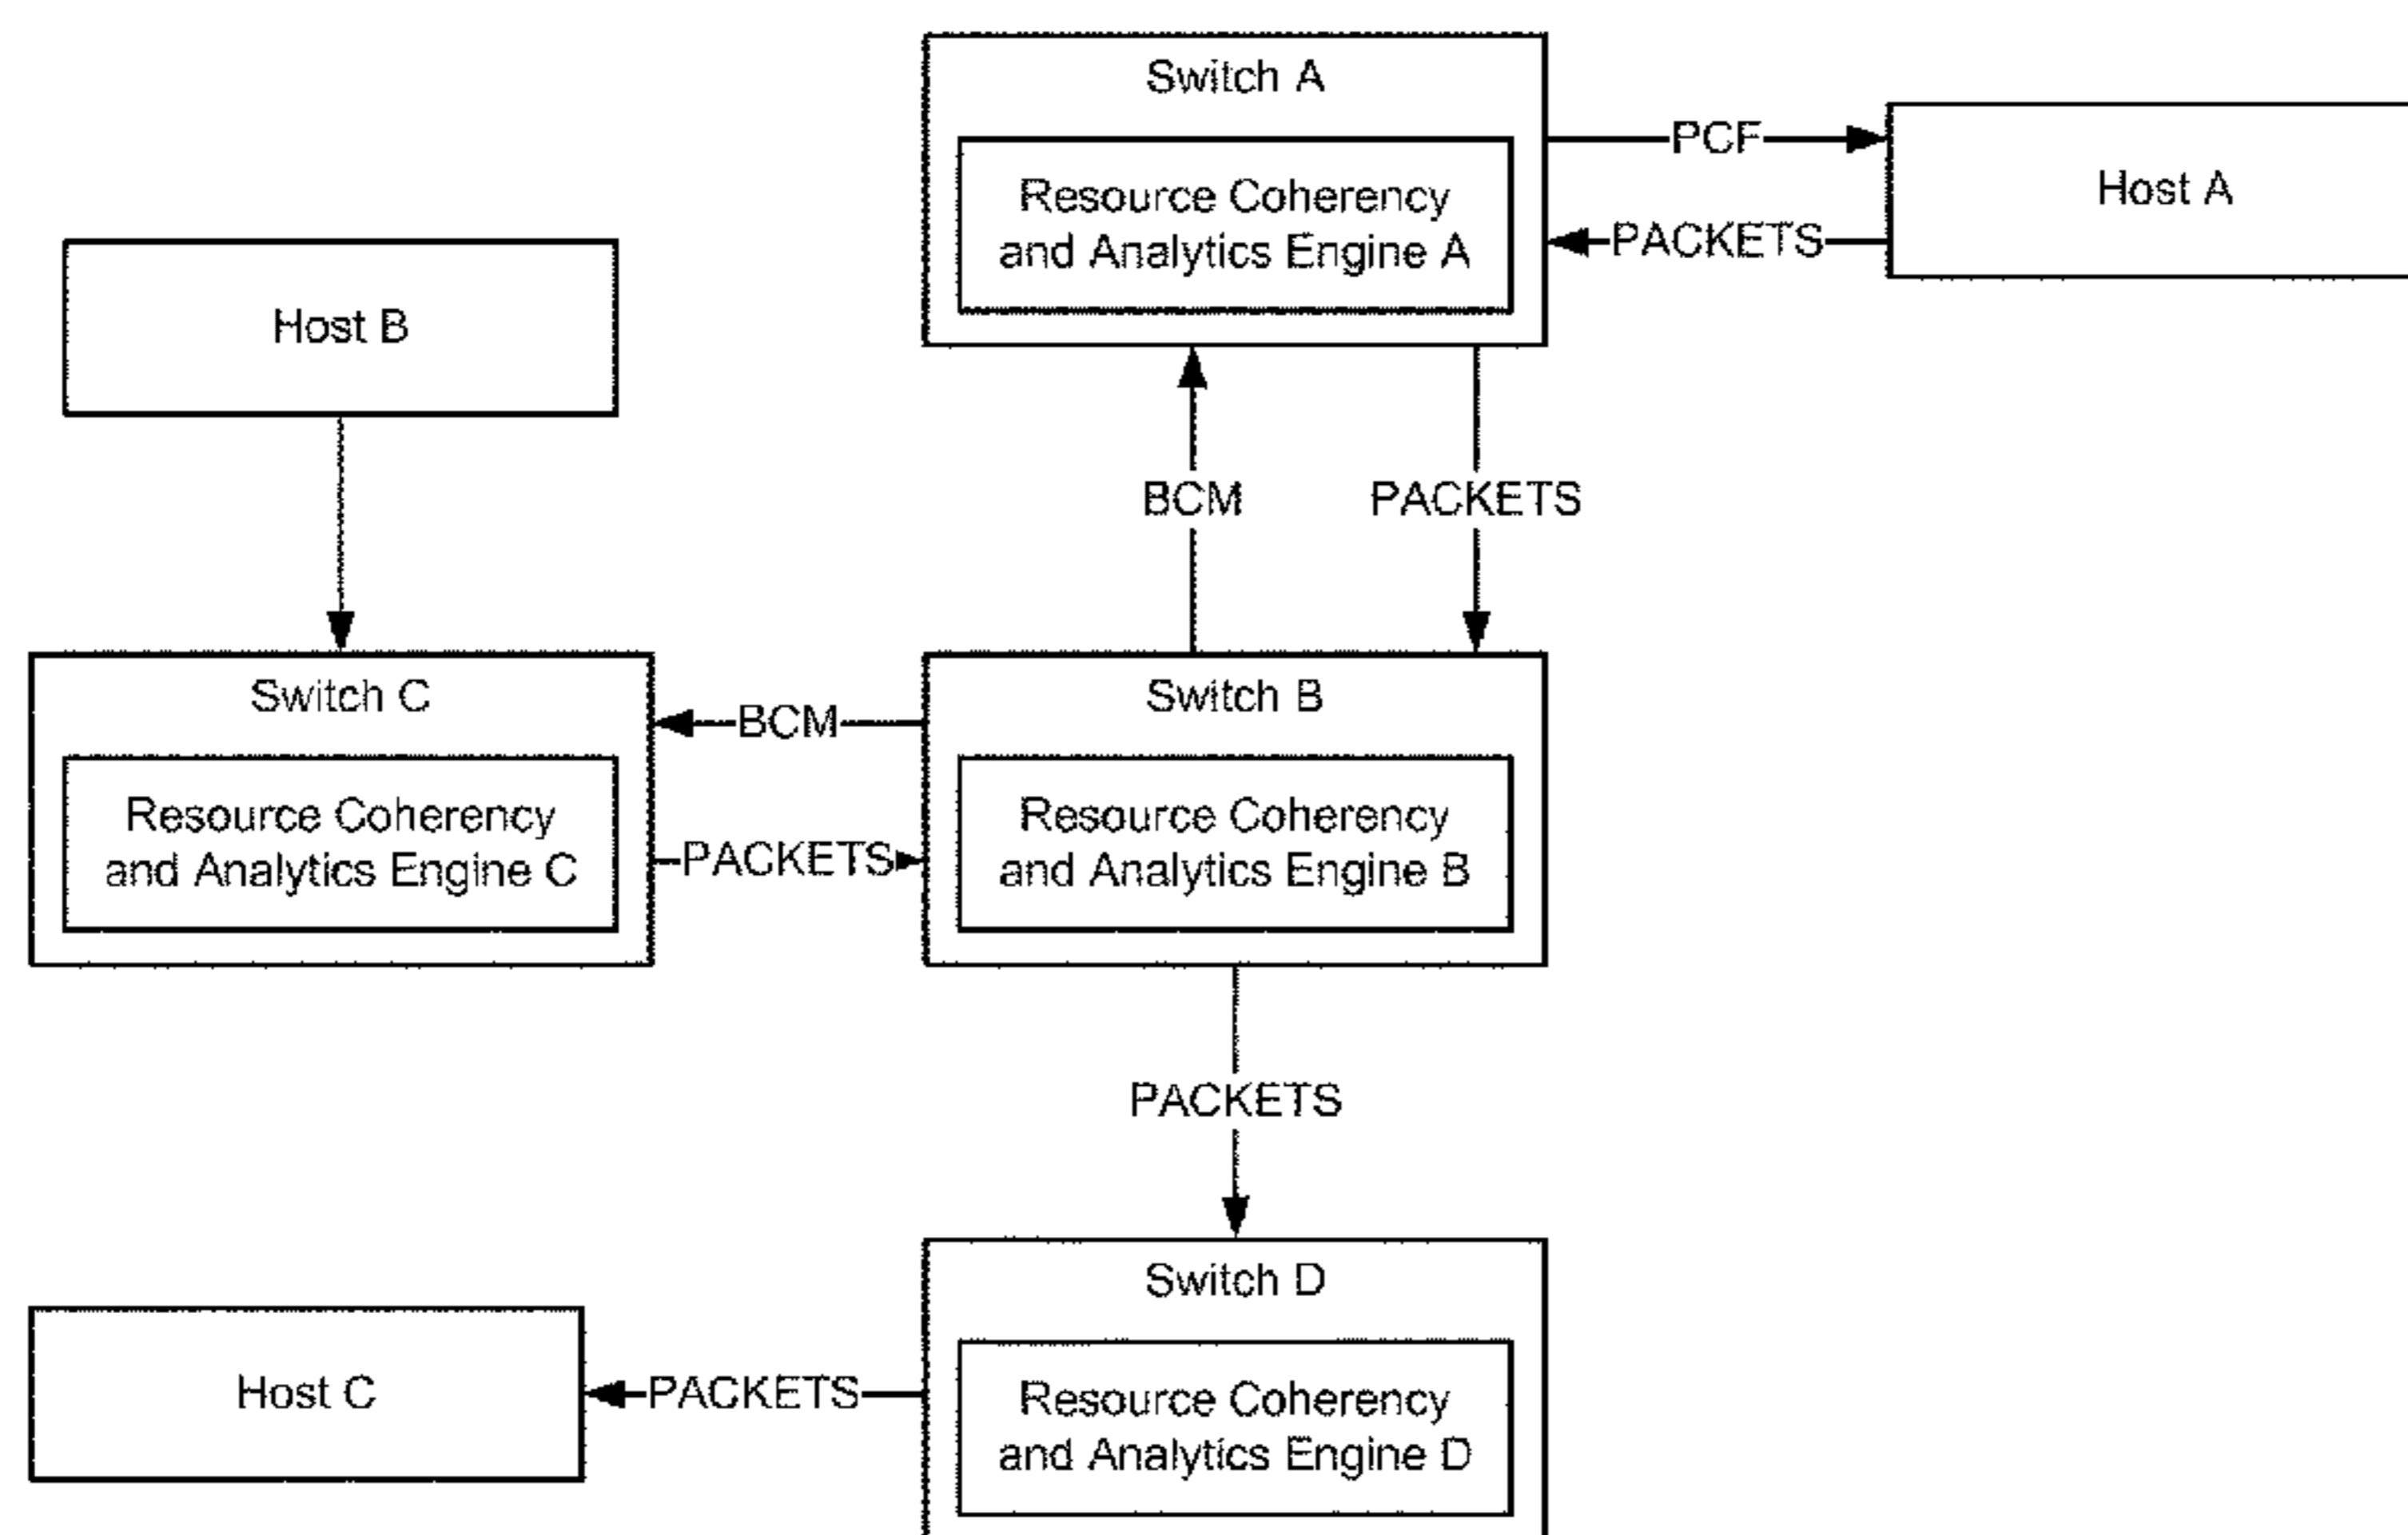 Switch A
Resource Coherency
and Analytics Engine A
PCF
Host A
PACKETS
Host B
BCM
PACKETS
Switch C
Resource Coherency
and Analytics Engine C
BCM
PACKETS
Switch B
Resource Coherency
and Analytics Engine B
PACKETS
Switch D
Resource Coherency
and Analytics Engine D
PACKETS
Host C